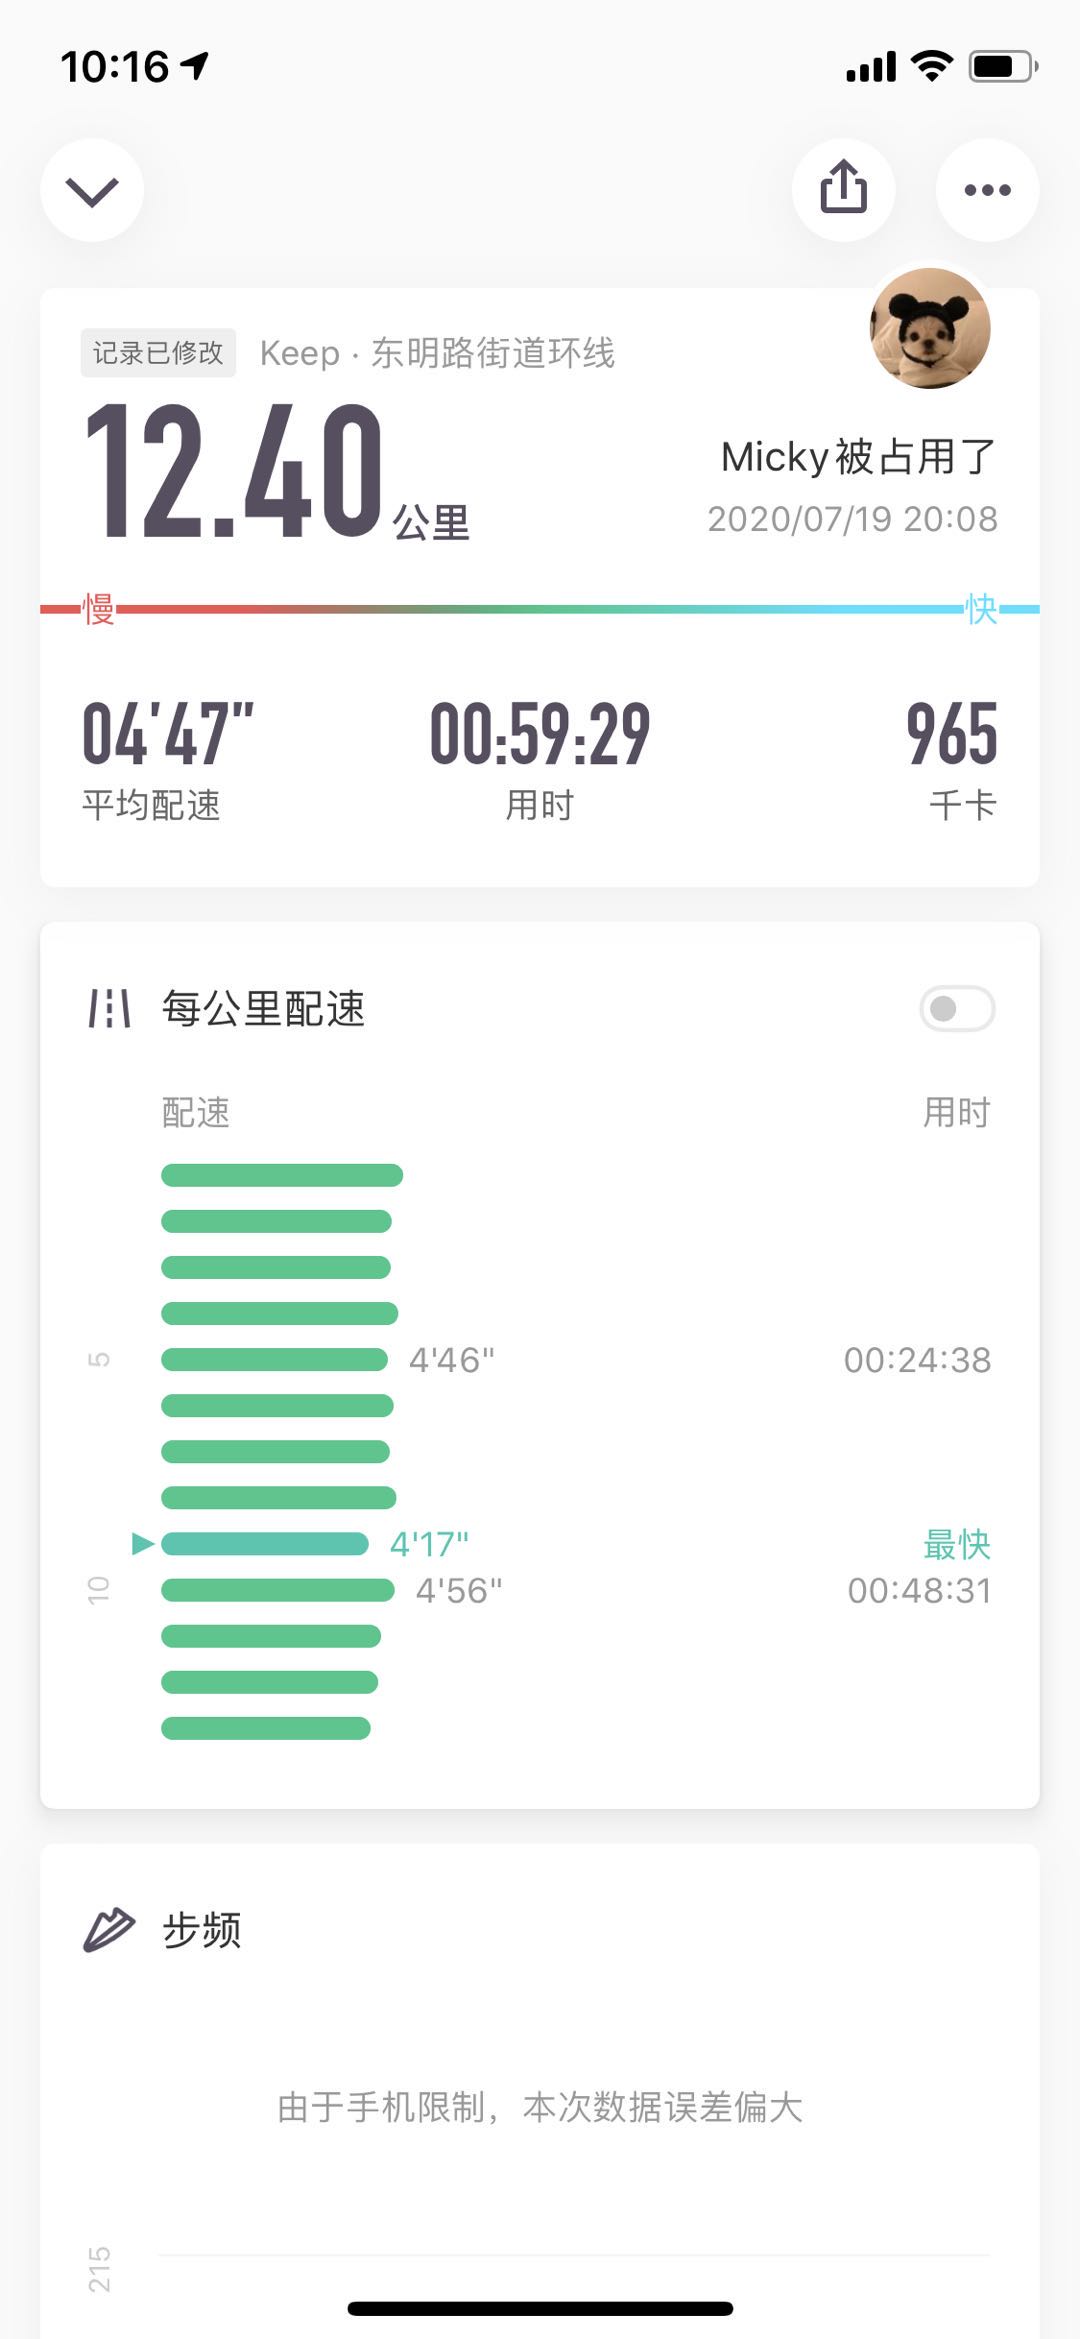 10:16
记录已修改 Keep · 东明路街道环线
12.40公里
Micky被占用了
2020/07/19 20:08
慢 快
04'47" 00:59:29 965
平均配速 用时 千卡
每公里配速
配速 用时
5 4'46" 00:24:38
4'17" 最快
10 4'56" 00:48:31
步频
由于手机限制，本次数据误差偏大
215